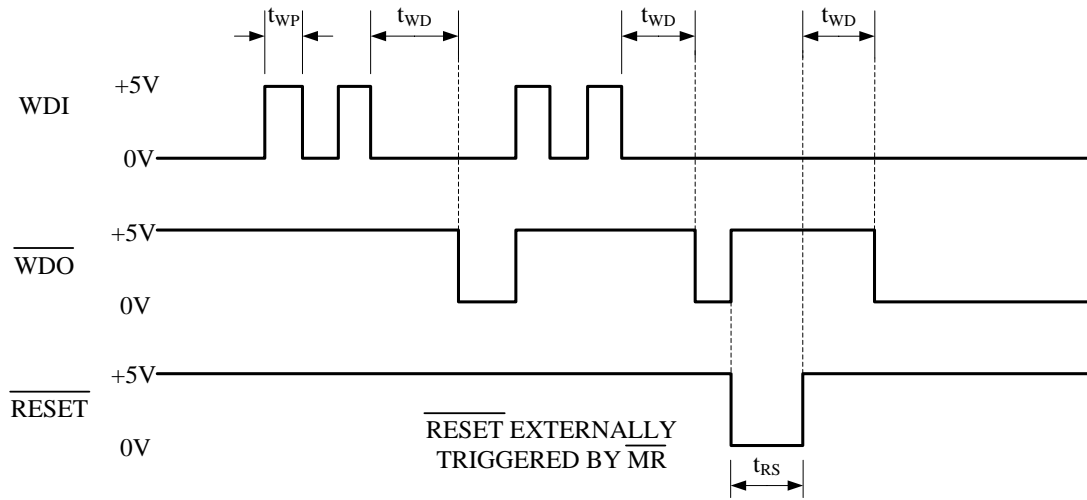 tWP
tWD
tWD
tWD
+5V
WDI
0V
+5V
WDO
0V
+5V
RESET
0V
RESET EXTERNALLY
TRIGGERED BY MR
tRS